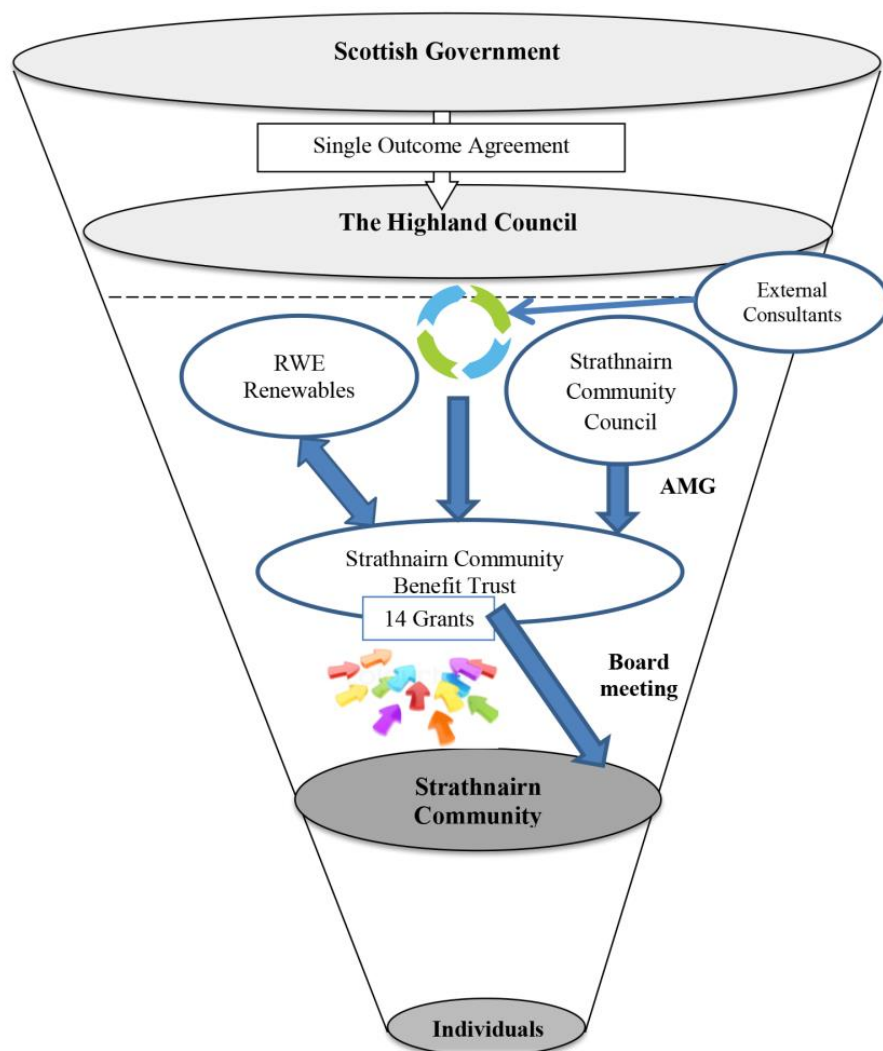 Scottish Government
Single Outcome Agreement
The Highland Council
External
Consultants
RWE
Renewables
Strathnairn
Community
Council
AMG
Strathnairn Community
Benefit Trust
14 Grants
Board
meeting
Strathnairn
Community
Individuals